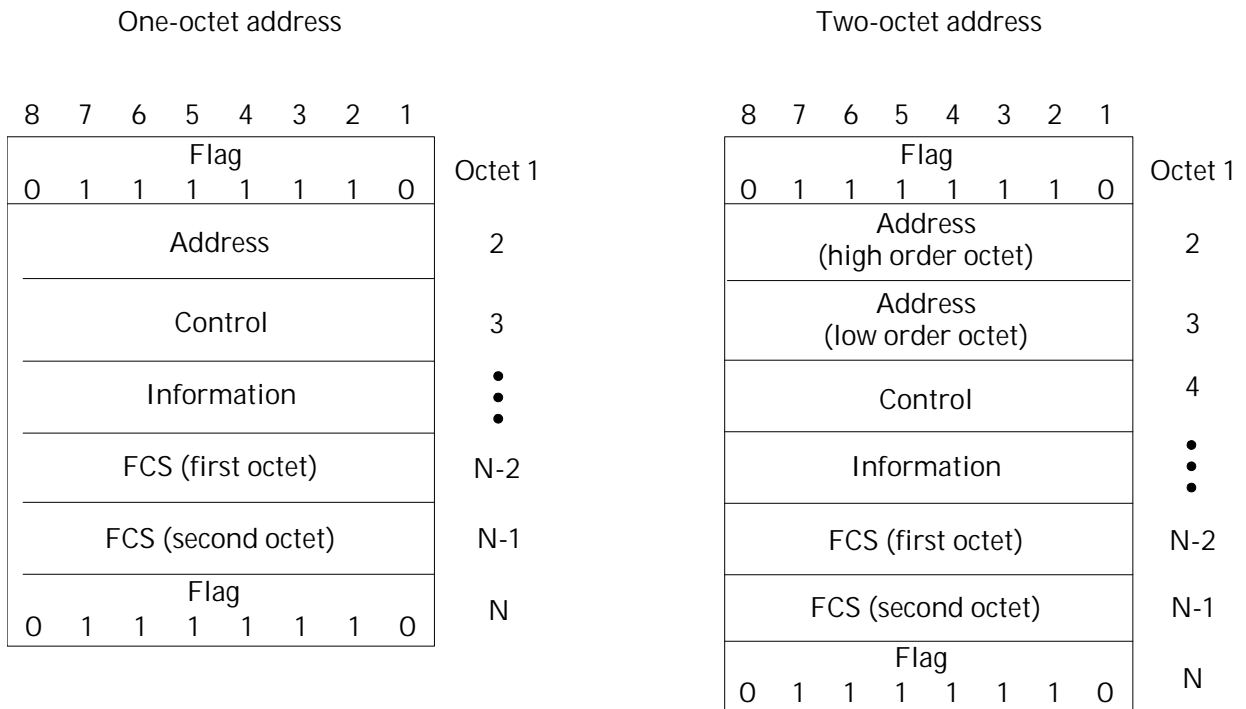 One-octet address
8 7 6 5 4 3 2 1
Flag
0 1 1 1 1 1 1 0
Octet 1
Address
2
Control
3
Information
FCS (first octet)
N-2
FCS (second octet)
N-1
Flag
0 1 1 1 1 1 1 0
N
Two-octet address
8 7 6 5 4 3 2 1
Flag
0 1 1 1 1 1 1 0
Octet 1
Address
(high order octet)
2
Address
(low order octet)
3
Control
4
Information
FCS (first octet)
N-2
FCS (second octet)
N-1
Flag
0 1 1 1 1 1 1 0
N